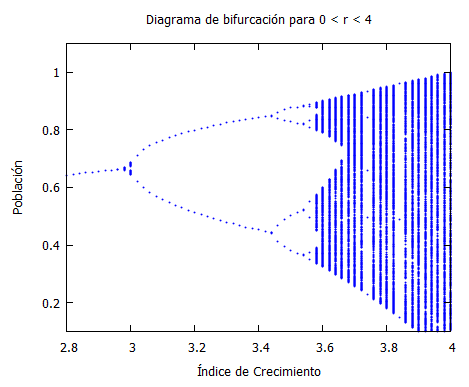 Diagrama de bifurcación para 0 < r < 4
1
0.8
0.6
0.4
0.2
Población
2.8 3 3.2 3.4 3.6 3.8 4
Índice de Crecimiento